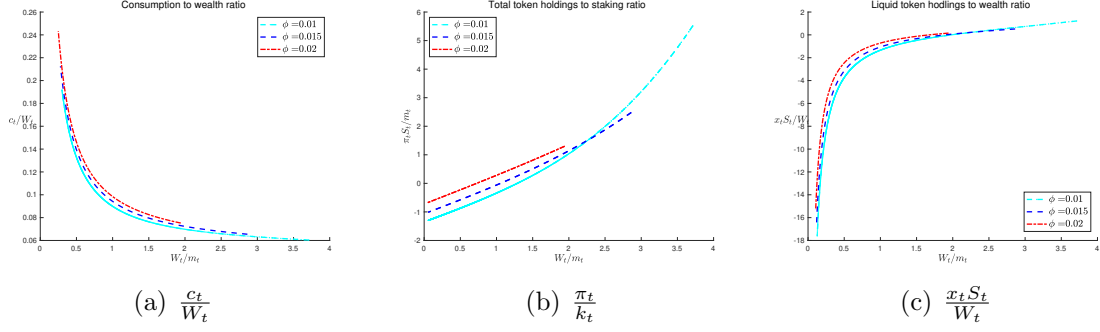 Consumption to wealth ratio
0.26
0.24
0.22
0.2
0.18
c_t/W_t
0.16
0.14
0.12
0.1
0.08
0.06
0 0.5 1 1.5 2 2.5 3 3.5 4
W_t/m_t
ϕ=0.01
ϕ=0.015
ϕ=0.02
(a) c_t/W_t
Total token holdings to staking ratio
6
5
4
3
2
1
0
-1
-2
π_tS_t/m_t
0 0.5 1 1.5 2 2.5 3 3.5 4
W_t/m_t
ϕ=0.01
ϕ=0.015
ϕ=0.02
(b) π_t/k_t
Liquid token hodlings to wealth ratio
2
0
-2
-4
-6
x_tS_t/W_t
-8
-10
-12
-14
-16
-18
0 0.5 1 1.5 2 2.5 3 3.5 4
W_t/m_t
ϕ=0.01
ϕ=0.015
ϕ=0.02
(c) x_tS_t/W_t